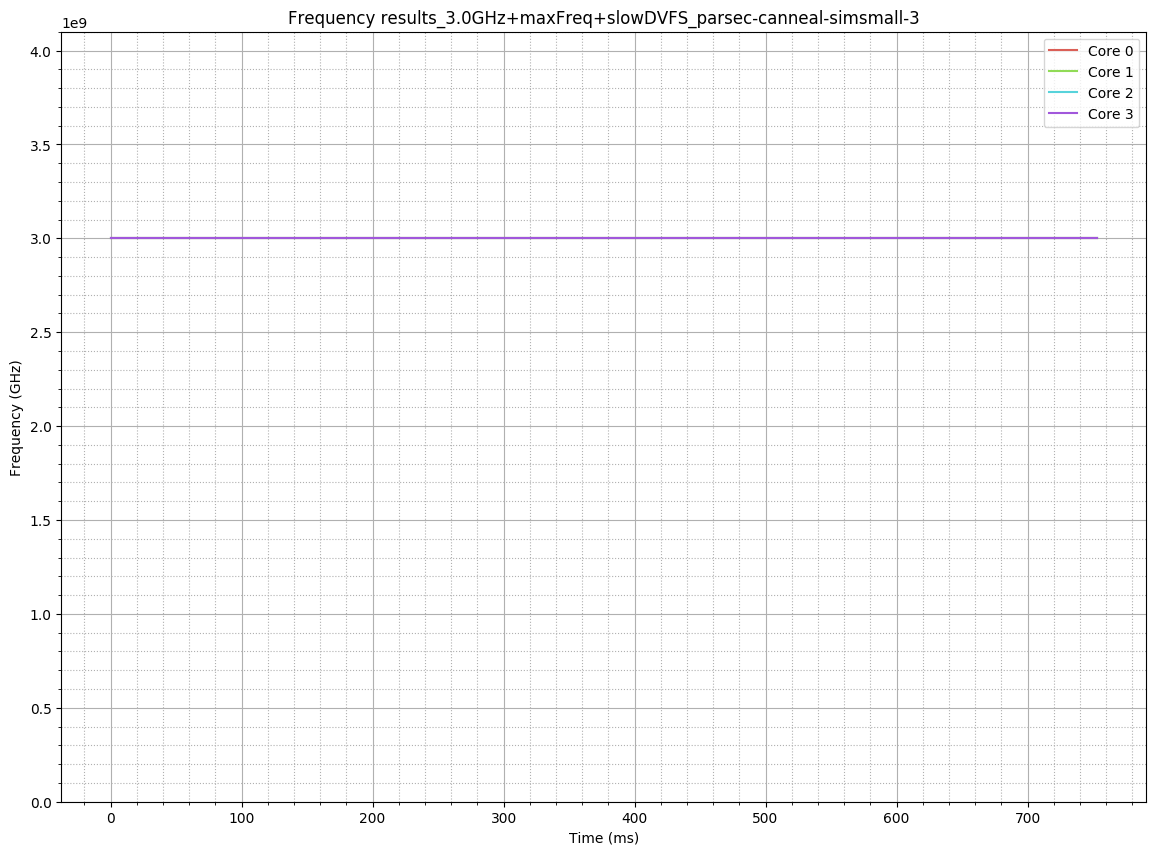 Frequency results_3.0GHz+maxFreq+slowDVFS_parsec-canneal-simsmall-3
1e9
4.0
3.5
3.0
2.5
2.0
1.5
1.0
0.5
0.0
Frequency (GHz)
Core 0
Core 1
Core 2
Core 3
0 100 200 300 400 500 600 700
Time (ms)